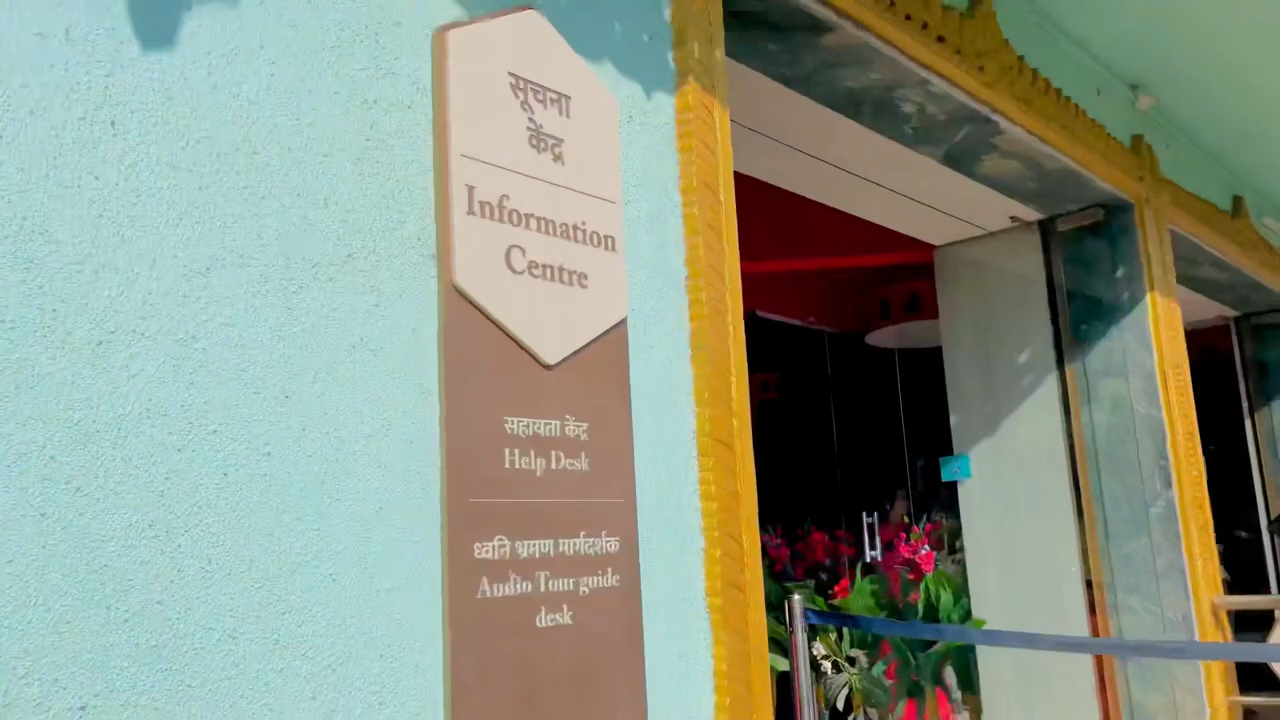 सूचना
केंद्र
Information
Centre
सहायता केंद्र
Help Desk
ध्वनि भ्रमण मार्गदर्शक
Audio Tour guide
desk